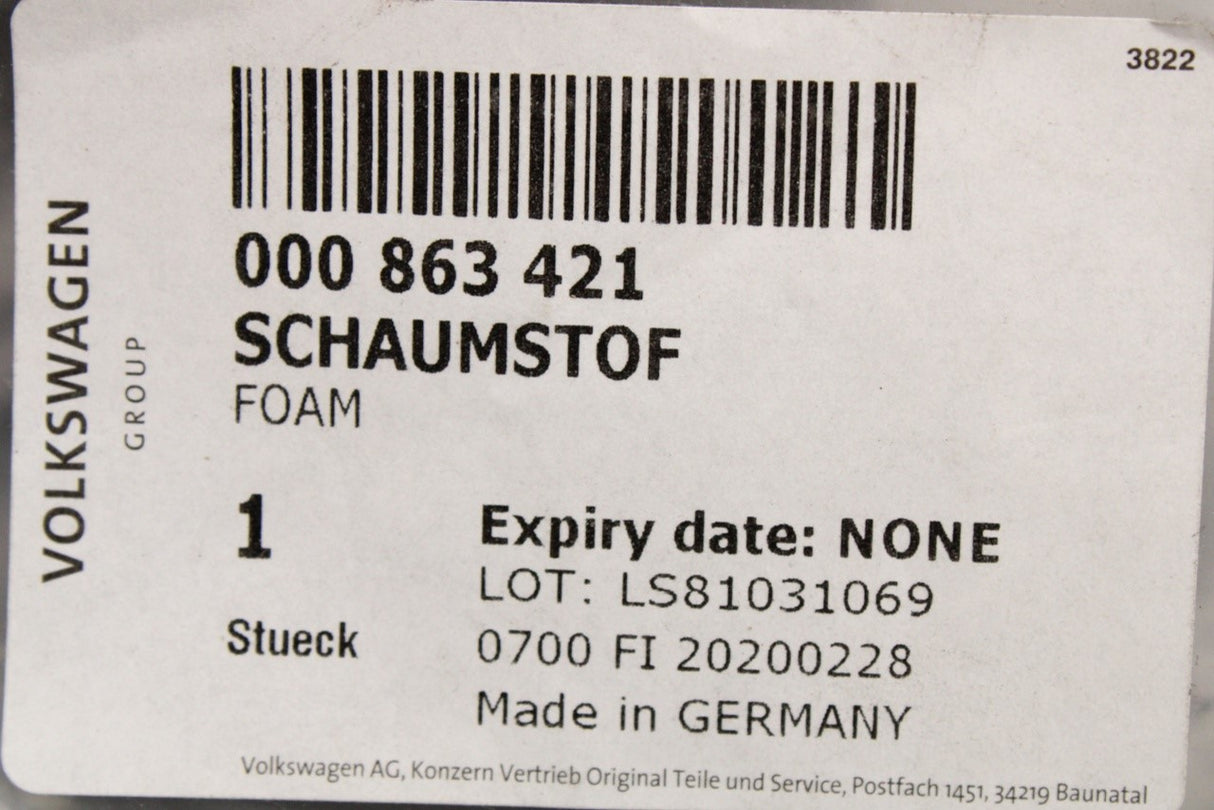 3822
000 863 421
SCHAUMSTOF
FOAM
VOLKSWAGEN
GROUP
1
Stueck
Expiry date: NONE
LOT: LS81031069
0700 FI 20200228
Made in GERMANY
Volkswagen AG, Konzern Vertrieb Original Teile und Service, Postfach 1451, 34219 Baunatal